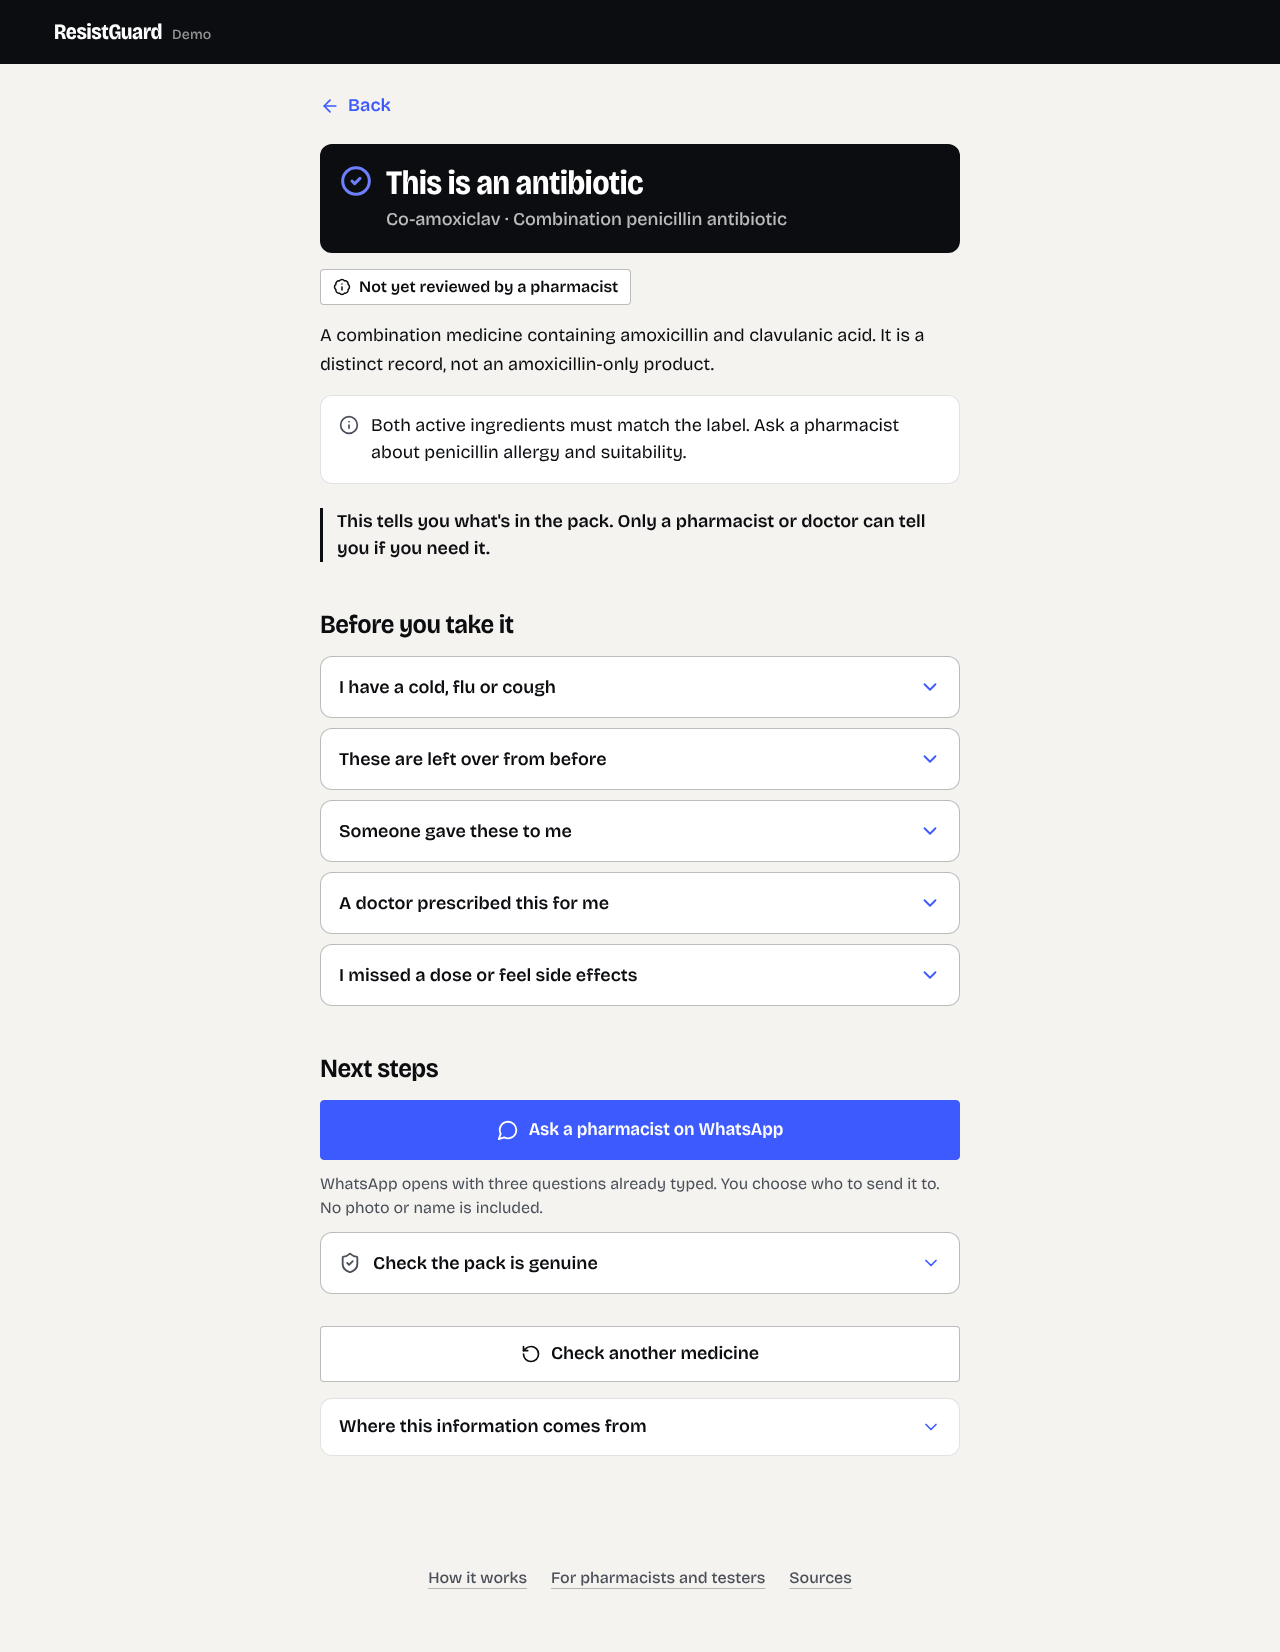 ResistGuard Demo
Back
This is an antibiotic
Co-amoxiclav · Combination penicillin antibiotic
Not yet reviewed by a pharmacist
A combination medicine containing amoxicillin and clavulanic acid. It is a
distinct record, not an amoxicillin-only product.
Both active ingredients must match the label. Ask a pharmacist
about penicillin allergy and suitability.
This tells you what's in the pack. Only a pharmacist or doctor can tell
you if you need it.
Before you take it
I have a cold, flu or cough
These are left over from before
Someone gave these to me
A doctor prescribed this for me
I missed a dose or feel side effects
Next steps
Ask a pharmacist on WhatsApp
WhatsApp opens with three questions already typed. You choose who to send it to.
No photo or name is included.
Check the pack is genuine
Check another medicine
Where this information comes from
How it works For pharmacists and testers Sources